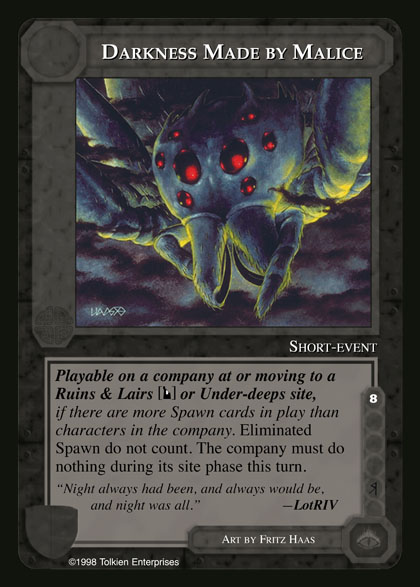 DARKNESS MADE BY MALICE
HAASE
SHORT-EVENT
Playable on a company at or moving to a
Ruins & Lairs [] or Under-deeps site,
if there are more Spawn cards in play than
characters in the company. Eliminated
Spawn do not count. The company must do
nothing during its site phase this turn.
8
“Night always had been, and always would be,
and night was all.” —LotRIV
ART BY FRITZ HAAS
©1998 Tolkien Enterprises